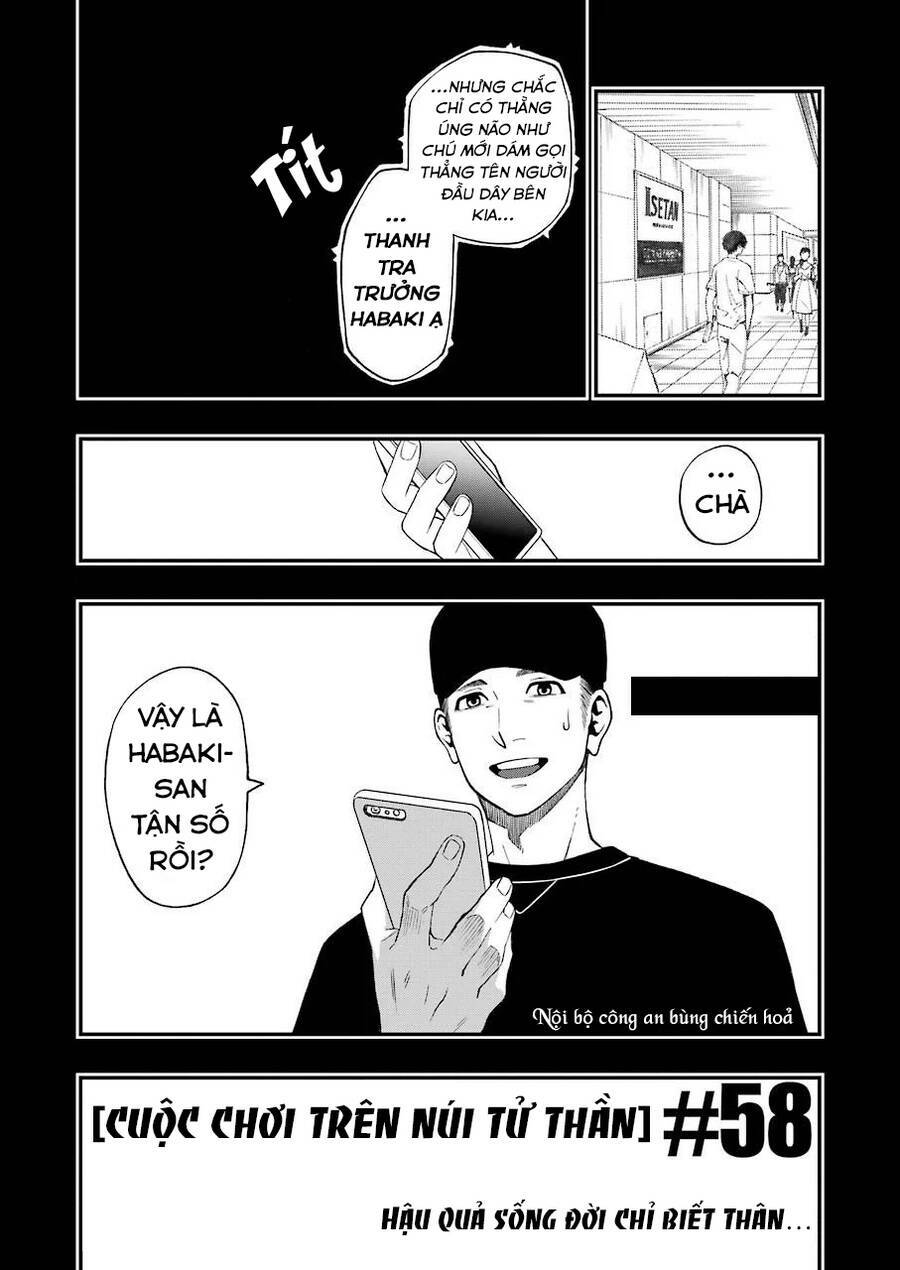 ...NHƯNG CHẮC
CHỈ CÓ THẰNG
ÚNG NÃO NHƯ
CHÚ MỚI DÁM GỌI
THẲNG TÊN NGƯỜI
ĐẦU DÂY BÊN
KIA...
...
THANH
TRA
TRƯỞNG
HABAKI Ạ
TÍT
ISETAN
...
CHÀ
VẬY LÀ
HABAKI-
SAN
TẬN SỐ
RỒI?
Nội bộ công an bùng chiến hoả
[CUỘC CHƠI TRÊN NÚI TỬ THẦN] #58
HẬU QUẢ SỐNG ĐỜI CHỈ BIẾT THÂN...